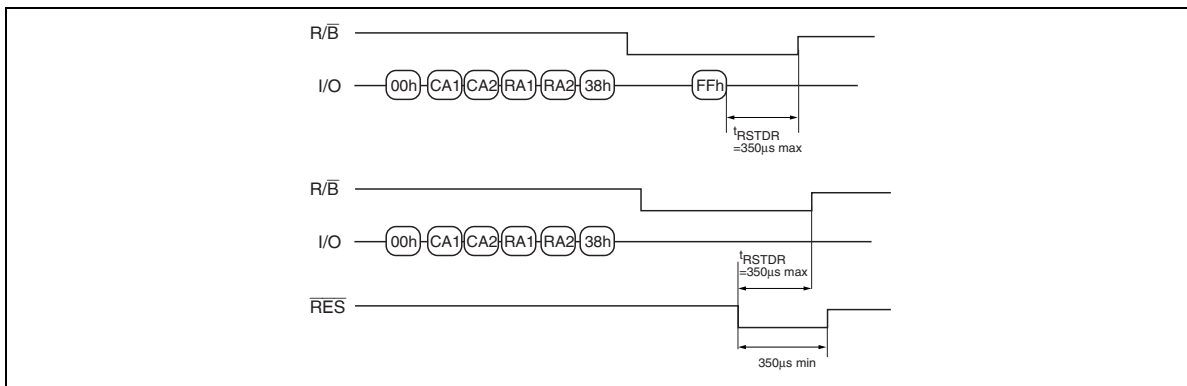 R/B
I/O 00h CA1 CA2 RA1 RA2 38h FFh
tRSTDR
=350µs max
R/B
I/O 00h CA1 CA2 RA1 RA2 38h
tRSTDR
=350µs max
RES
350µs min